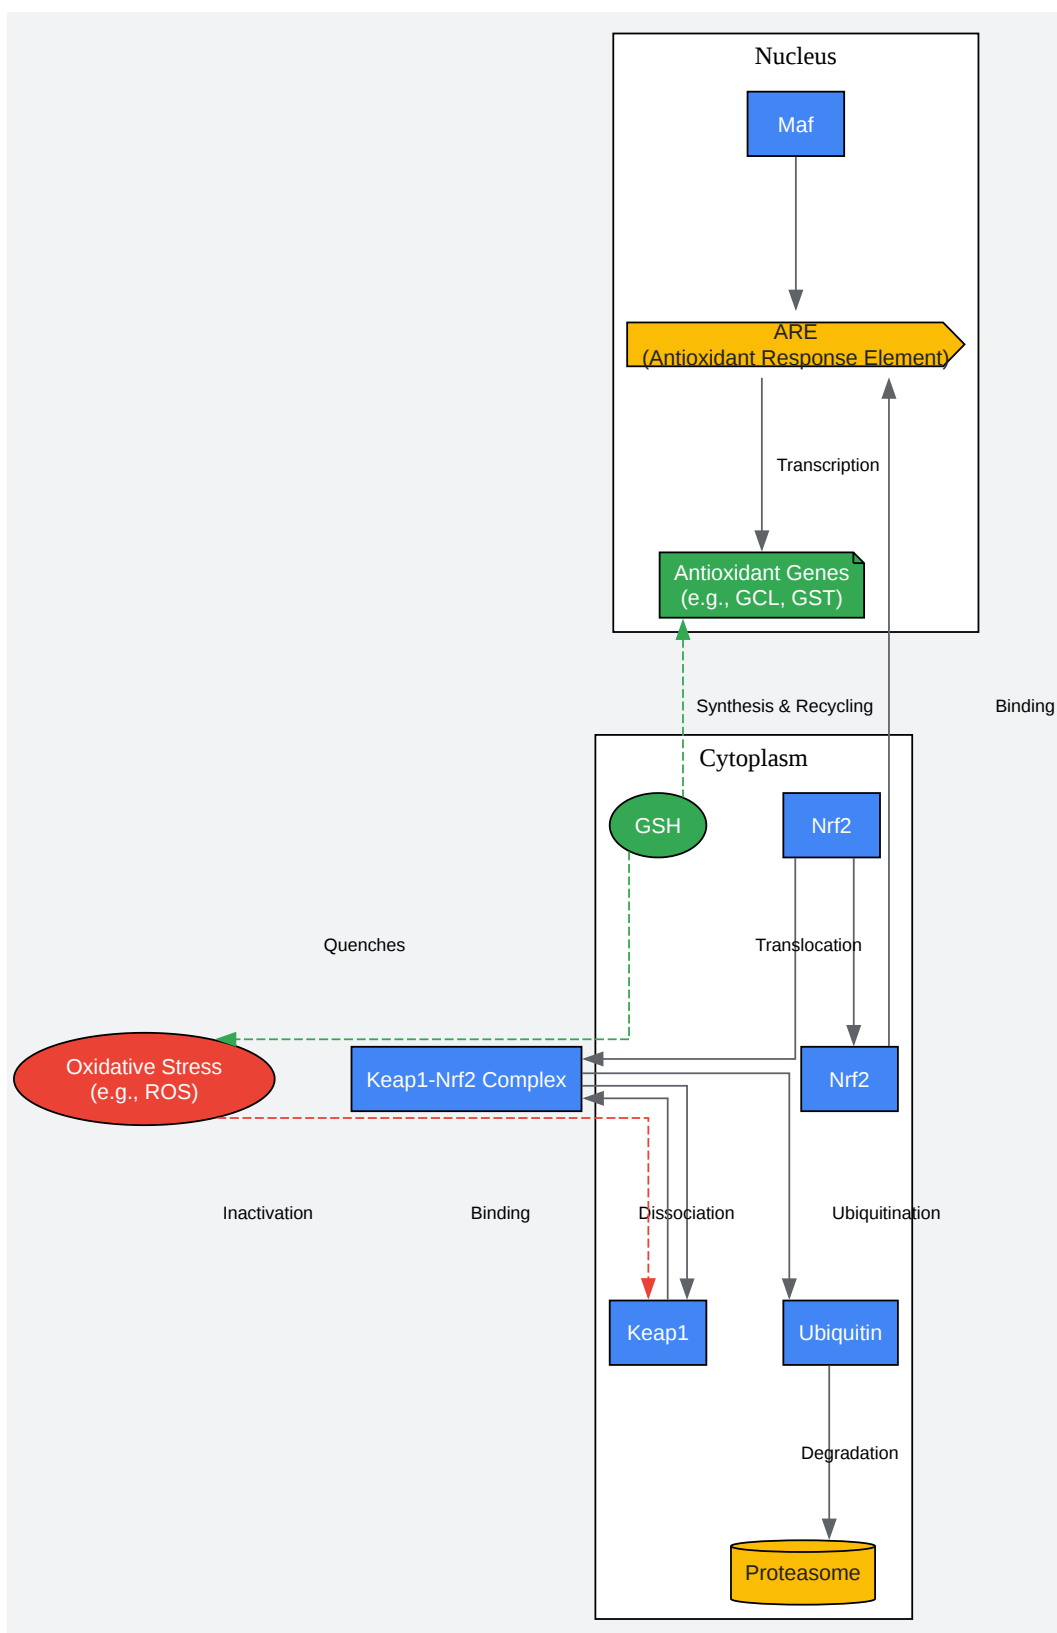 Nucleus
Maf
ARE
(Antioxidant Response Element)
Transcription
Antioxidant Genes
(e.g., GCL, GST)
Synthesis & Recycling
Binding
Cytoplasm
GSH
Nrf2
Quenches
Translocation
Oxidative Stress
(e.g., ROS)
Keap1-Nrf2 Complex
Nrf2
Inactivation
Binding
Dissociation
Ubiquitination
Keap1
Ubiquitin
Degradation
Proteasome